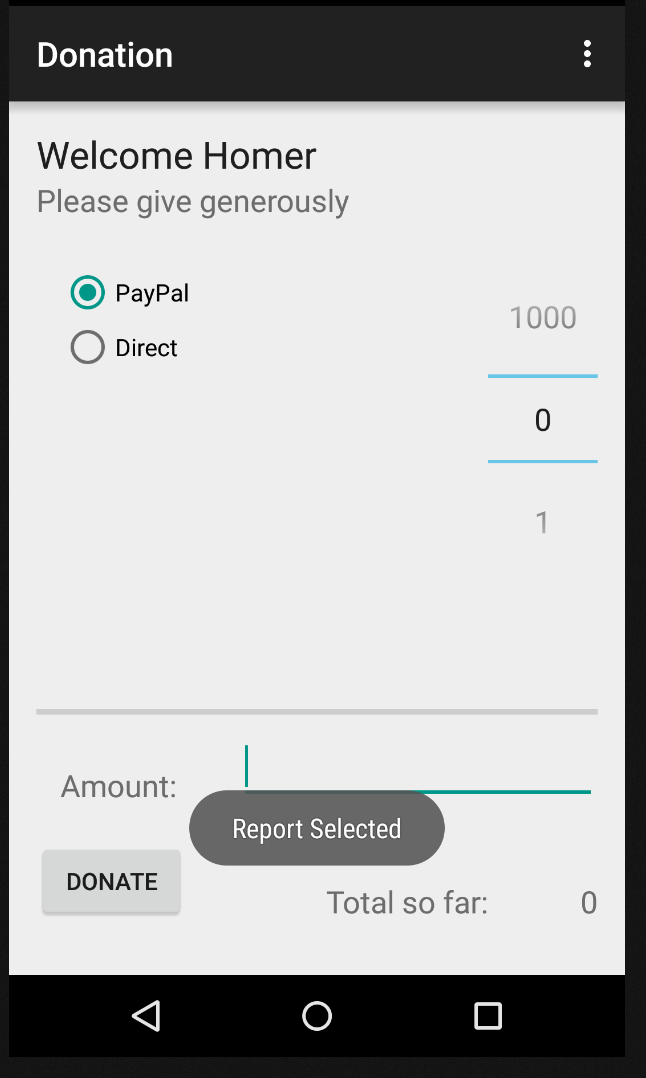 Donation
Welcome Homer
Please give generously
PayPal
Direct
1000
0
1
Amount:
Report Selected
DONATE
Total so far: 0